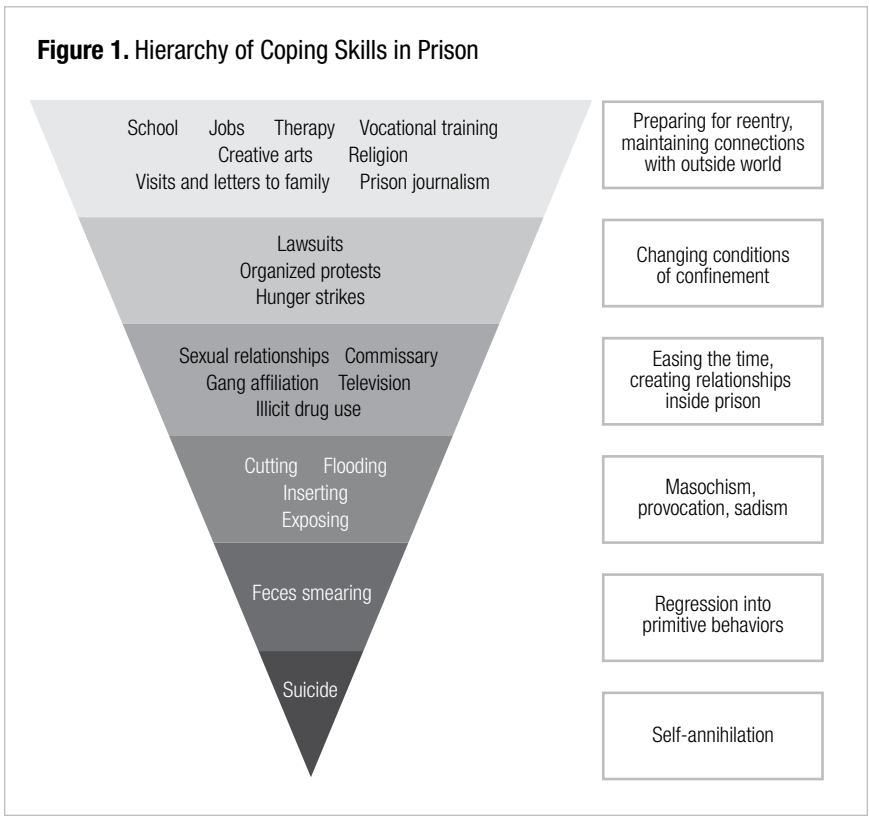 Figure 1. Hierarchy of Coping Skills in Prison
School Jobs Therapy Vocational training
Creative arts Religion
Visits and letters to family Prison journalism
Preparing for reentry,
maintaining connections
with outside world
Lawsuits
Organized protests
Hunger strikes
Changing conditions
of confinement
Sexual relationships Commissary
Gang affiliation Television
Illicit drug use
Easing the time,
creating relationships
inside prison
Cutting Flooding
Inserting
Exposing
Masochism,
provocation, sadism
Feces smearing
Regression into
primitive behaviors
Suicide
Self-annihilation